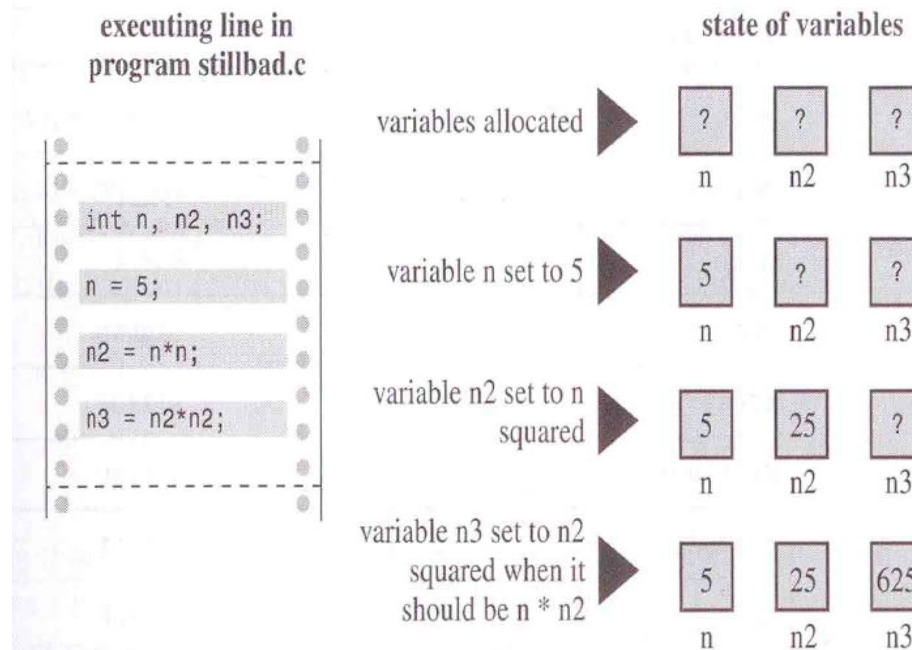 executing line in
program stillbad.c
int n, n2, n3;
n = 5;
n2 = n*n;
n3 = n2*n2;
state of variables
variables allocated
? ? ?
n n2 n3
variable n set to 5
5 ? ?
n n2 n3
variable n2 set to n
squared
5 25 ?
n n2 n3
variable n3 set to n2
squared when it
should be n * n2
5 25 625
n n2 n3